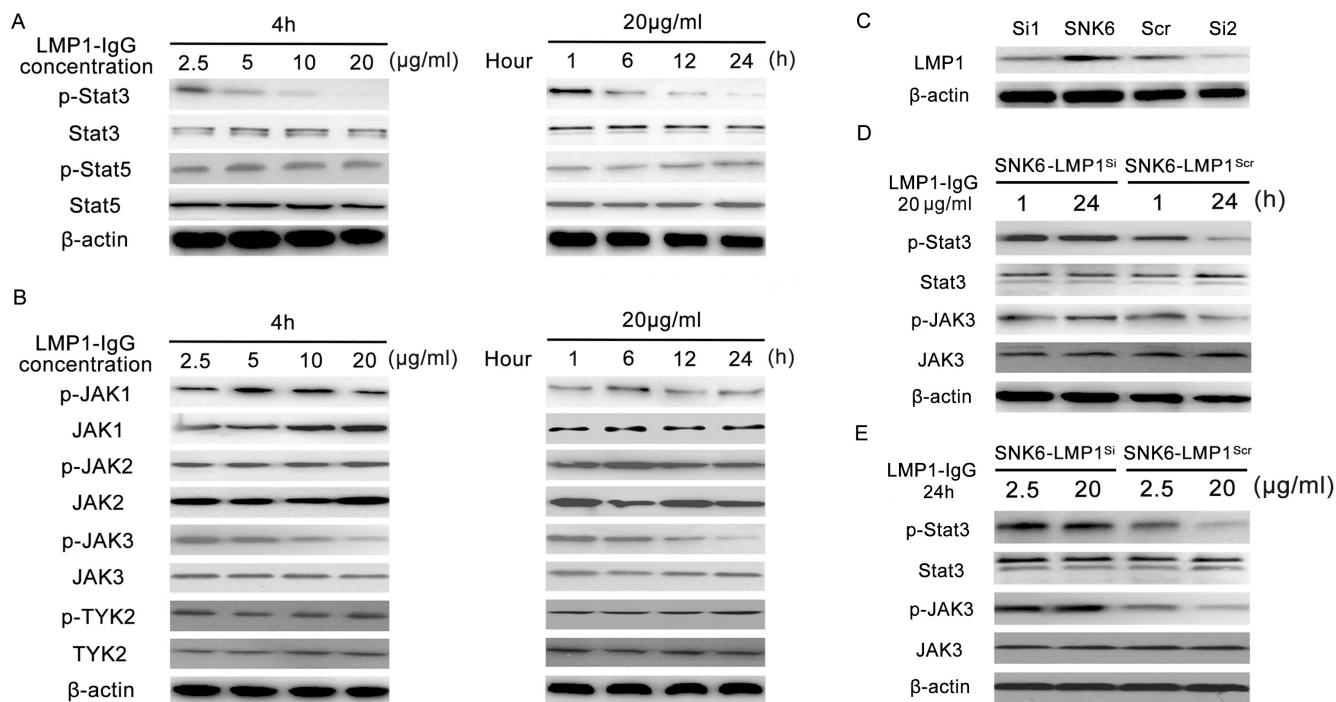 A
4h
20µg/ml
LMP1-IgG
concentration
2.5 5 10 20 (µg/ml)
Hour 1 6 12 24 (h)
p-Stat3
Stat3
p-Stat5
Stat5
β-actin
B
4h
20µg/ml
LMP1-IgG
concentration
2.5 5 10 20 (µg/ml)
Hour 1 6 12 24 (h)
p-JAK1
JAK1
p-JAK2
JAK2
p-JAK3
JAK3
p-TYK2
TYK2
β-actin
C
Si1 SNK6 Scr Si2
LMP1
β-actin
D
SNK6-LMP1Si SNK6-LMP1Scr
LMP1-IgG
20 µg/ml
1 24 1 24 (h)
p-Stat3
Stat3
p-JAK3
JAK3
β-actin
E
SNK6-LMP1Si SNK6-LMP1Scr
LMP1-IgG
24h
2.5 20 2.5 20 (µg/ml)
p-Stat3
Stat3
p-JAK3
JAK3
β-actin